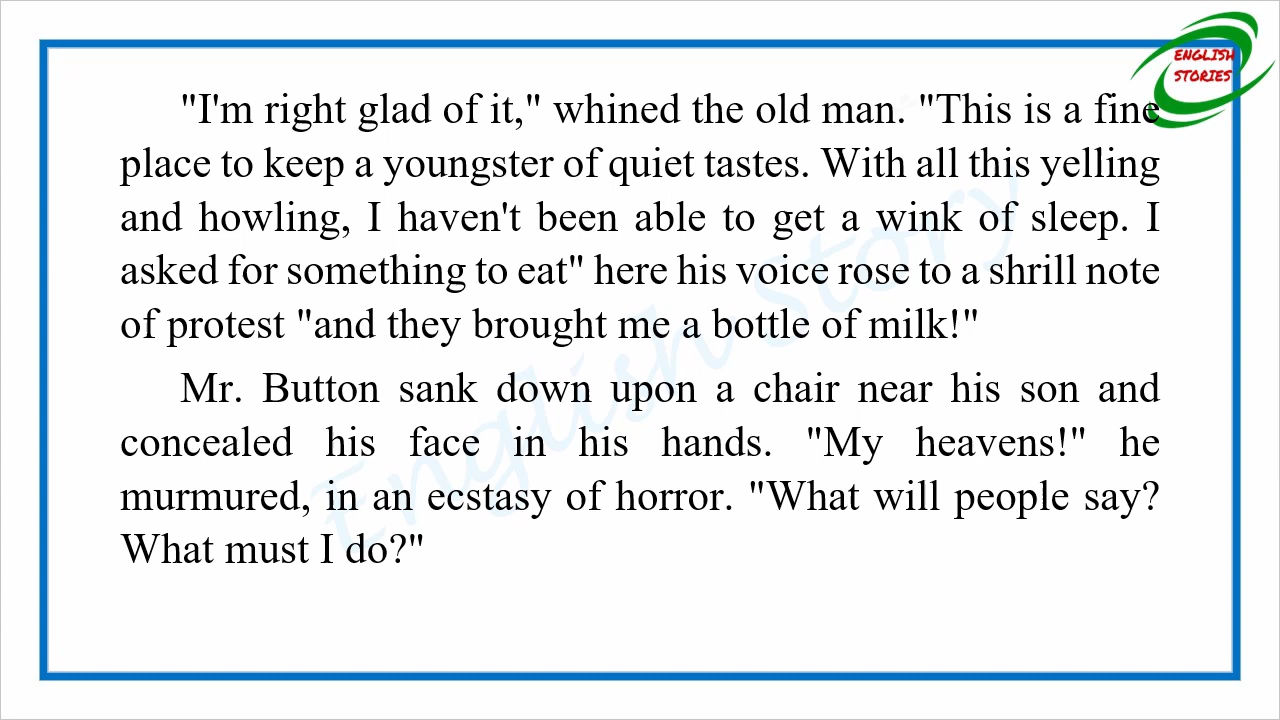 ENGLISH
STORIES
"I'm right glad of it," whined the old man. "This is a fine
place to keep a youngster of quiet tastes. With all this yelling
and howling, I haven't been able to get a wink of sleep. I
asked for something to eat" here his voice rose to a shrill note
of protest "and they brought me a bottle of milk!"
Mr. Button sank down upon a chair near his son and
concealed his face in his hands. "My heavens!" he
murmured, in an ecstasy of horror. "What will people say?
What must I do?"
English Story